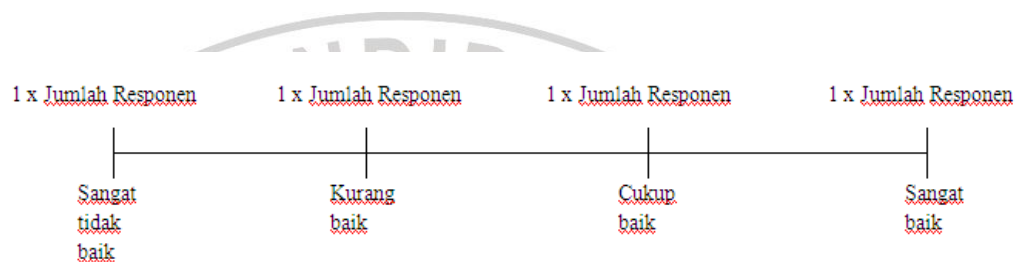 1 x Jumlah Responen 1 x Jumlah Responen 1 x Jumlah Responen 1 x Jumlah Responen
Sangat Kurang Cukup Sangat
tidak baik baik baik
baik